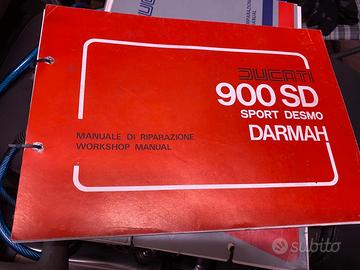 DUCATI
900 SD
SPORT DESMO
DARMAH
MANUALE DI RIPARAZIONE
WORKSHOP MANUAL
subito